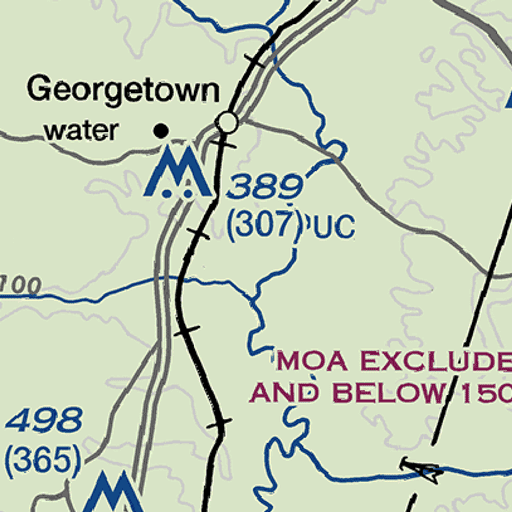 Georgetown
water
389
(307) UC
100
MOA EXCLUDE
AND BELOW 150
498
(365)